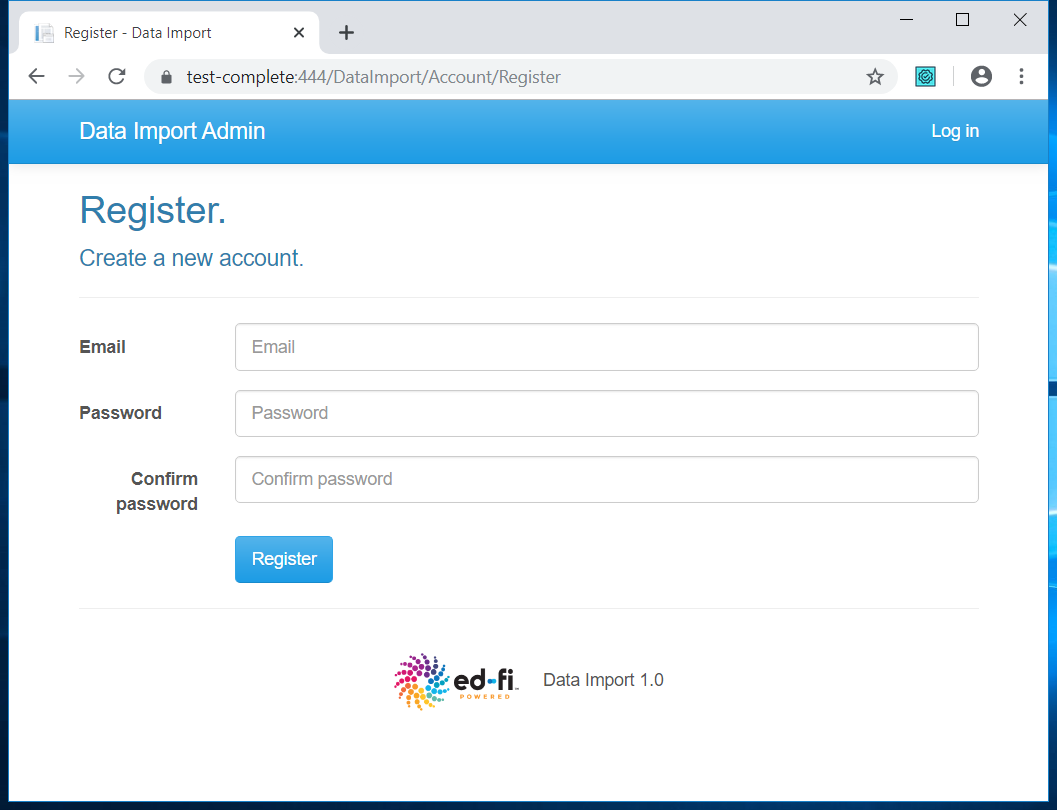 Register - Data Import
test-complete:444/DataImport/Account/Register
Data Import Admin
Log in
Register.
Create a new account.
Email
Email
Password
Password
Confirm
password
Confirm password
Register
ed-fi
POWERED
Data Import 1.0